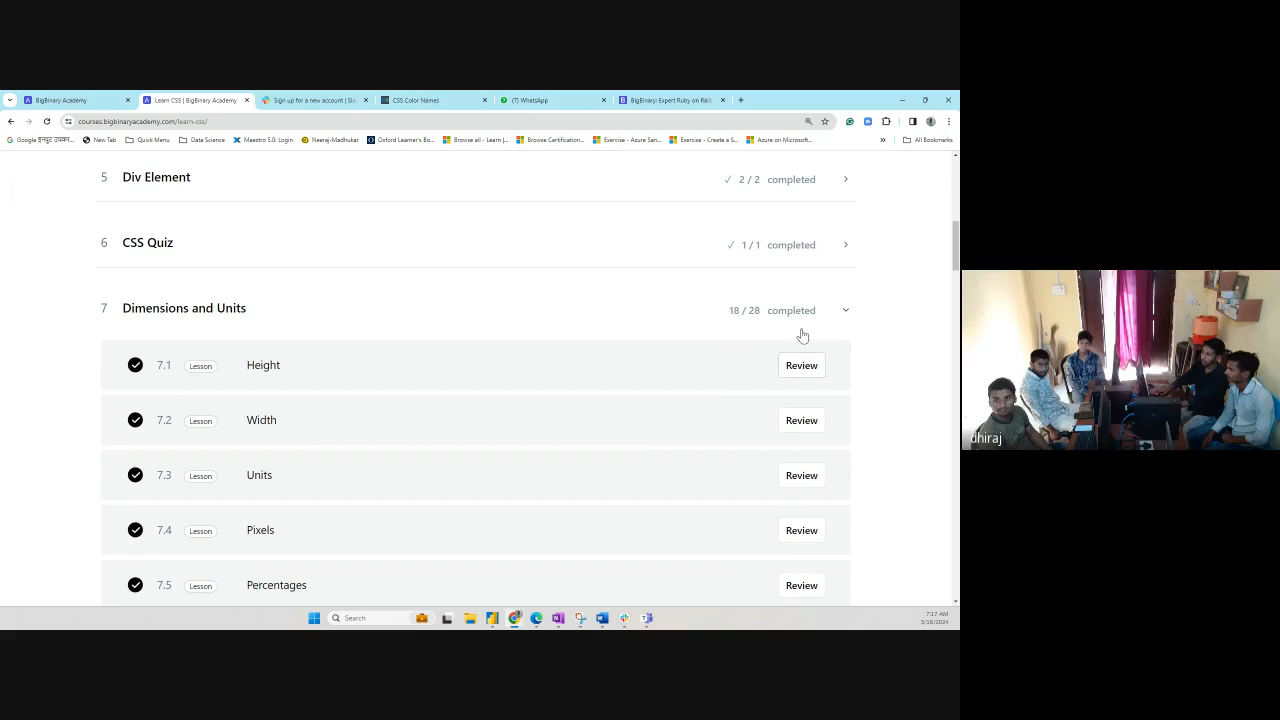 BigBinary Academy
Learn CSS | BigBinary Academy
Sign up for a new account | Sla
CSS Color Names
(7) WhatsApp
BigBinary: Expert Ruby on Rails
courses.bigbinaryacademy.com/learn-css/
Google इनपुट उपकर...
New Tab
Quick Menu
Data Science
Maestro 5.0: Login
Neeraj-Madhukar
Oxford Learner's Bo...
Browse all - Learn |...
Browse Certification...
Exercise - Azure San...
Exercise - Create a S...
Azure on Microsoft...
»
All Bookmarks
5 Div Element 2 / 2 completed
6 CSS Quiz 1 / 1 completed
7 Dimensions and Units 18 / 28 completed
7.1 Lesson Height Review
7.2 Lesson Width Review
7.3 Lesson Units Review
7.4 Lesson Pixels Review
7.5 Lesson Percentages Review
dhiraj
Search
7:17 AM
3/16/2024